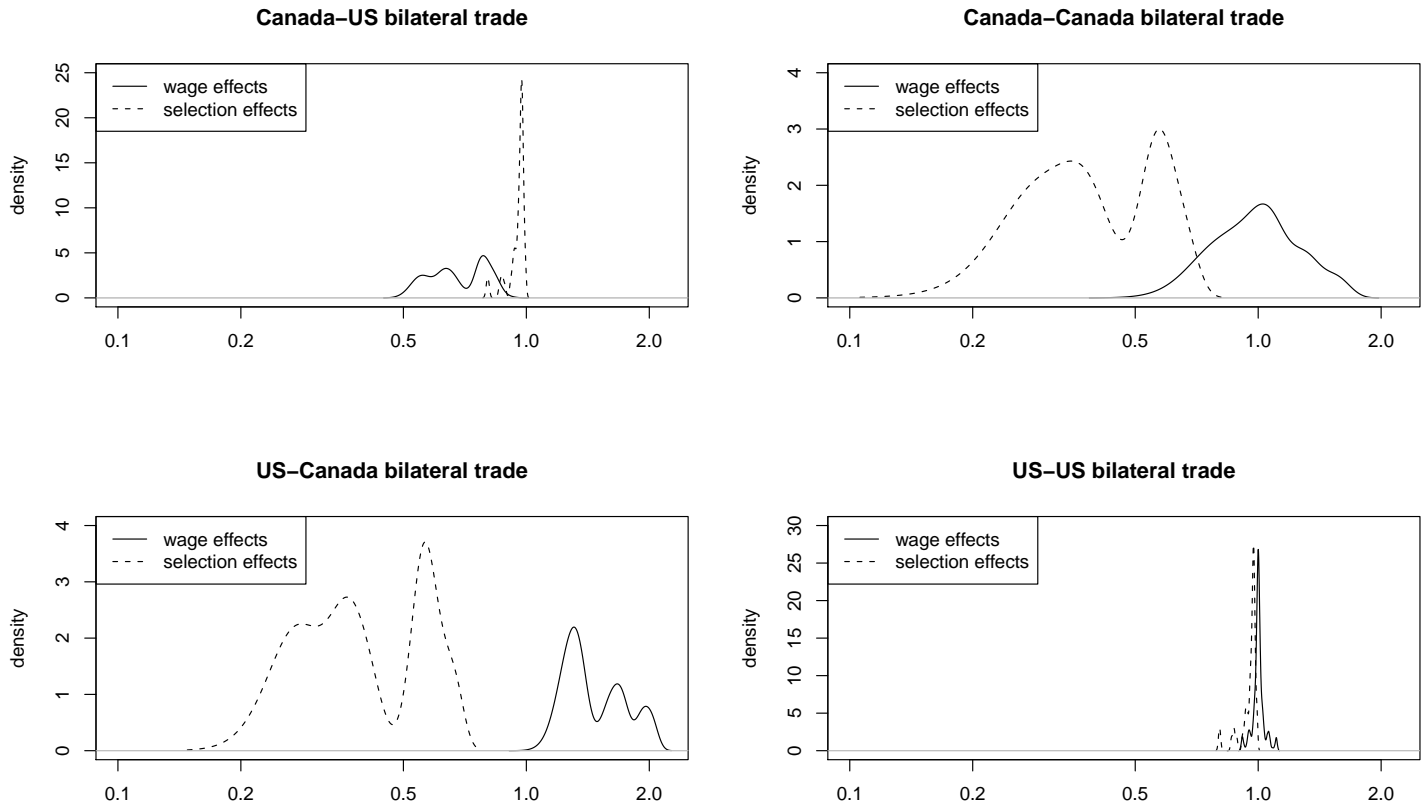 Canada−US bilateral trade
wage effects
selection effects
density
0 5 10 15 20 25
0.1 0.2 0.5 1.0 2.0
Canada−Canada bilateral trade
wage effects
selection effects
density
0 1 2 3 4
0.1 0.2 0.5 1.0 2.0
US−Canada bilateral trade
wage effects
selection effects
density
0 1 2 3 4
0.1 0.2 0.5 1.0 2.0
US−US bilateral trade
wage effects
selection effects
density
0 5 10 15 20 25 30
0.1 0.2 0.5 1.0 2.0